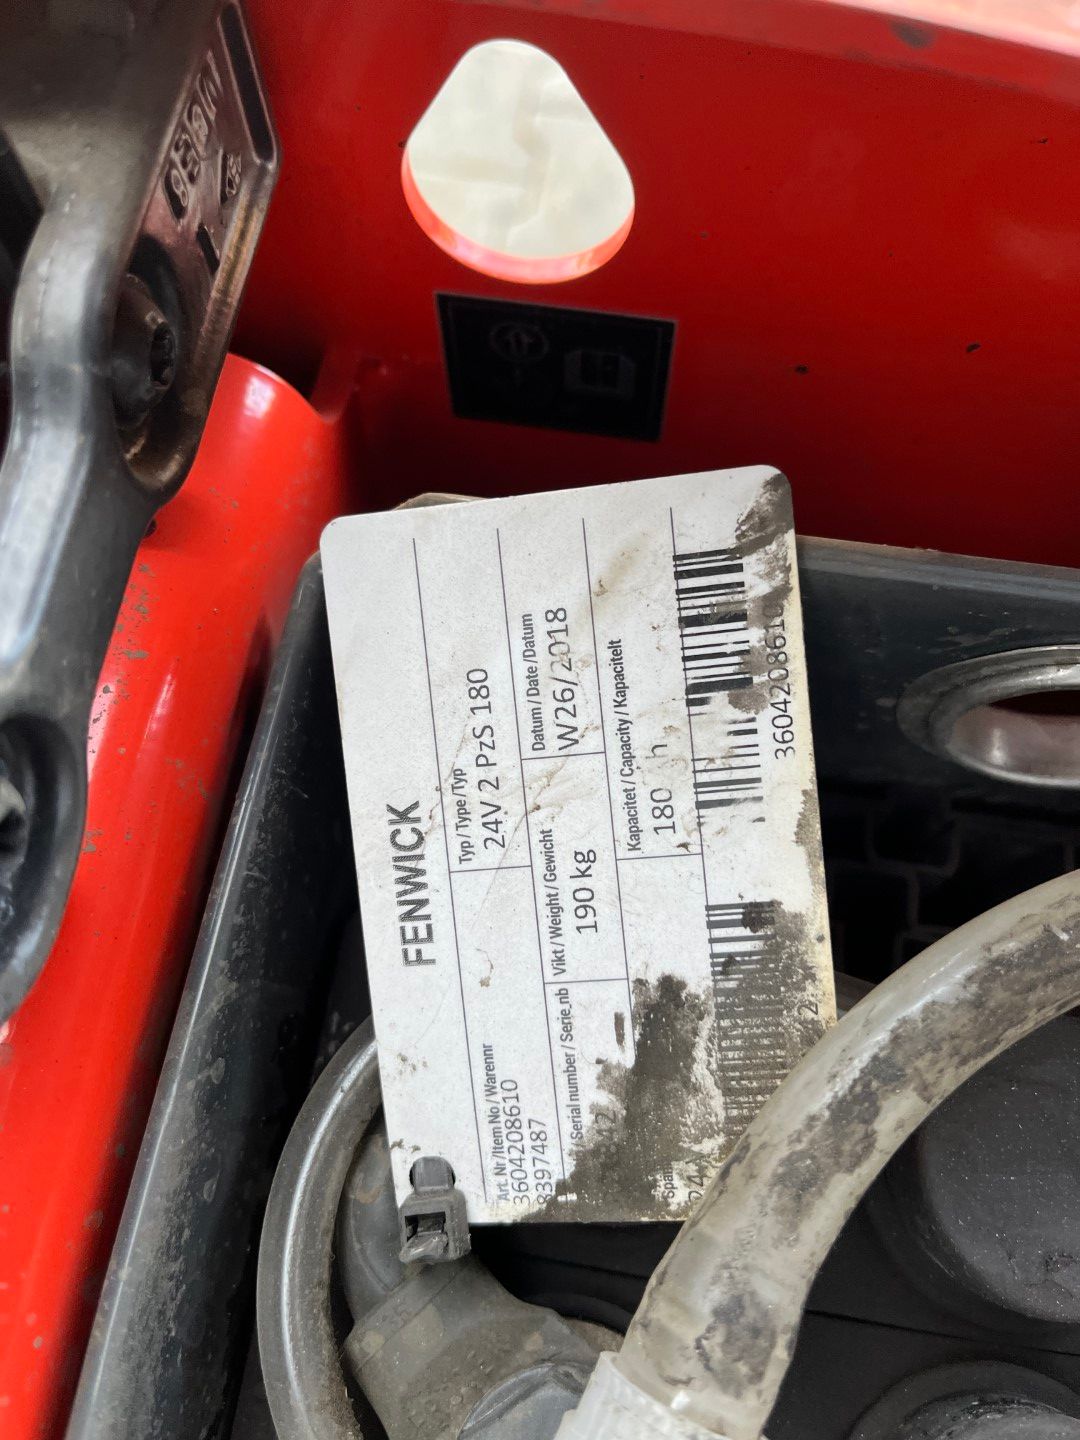 FENWICK
Art. Nr/Item No/Warennr
3604208610
8397487
Typ/Type/Typ
24V 2 PzS 180
/Serial number/Serie.nb
Vikt/Weight/Gewicht
190 kg
Datum/Date/Datum
W26/2018
Kapacitet/Capacity/Kapacitelt
180
3604208610